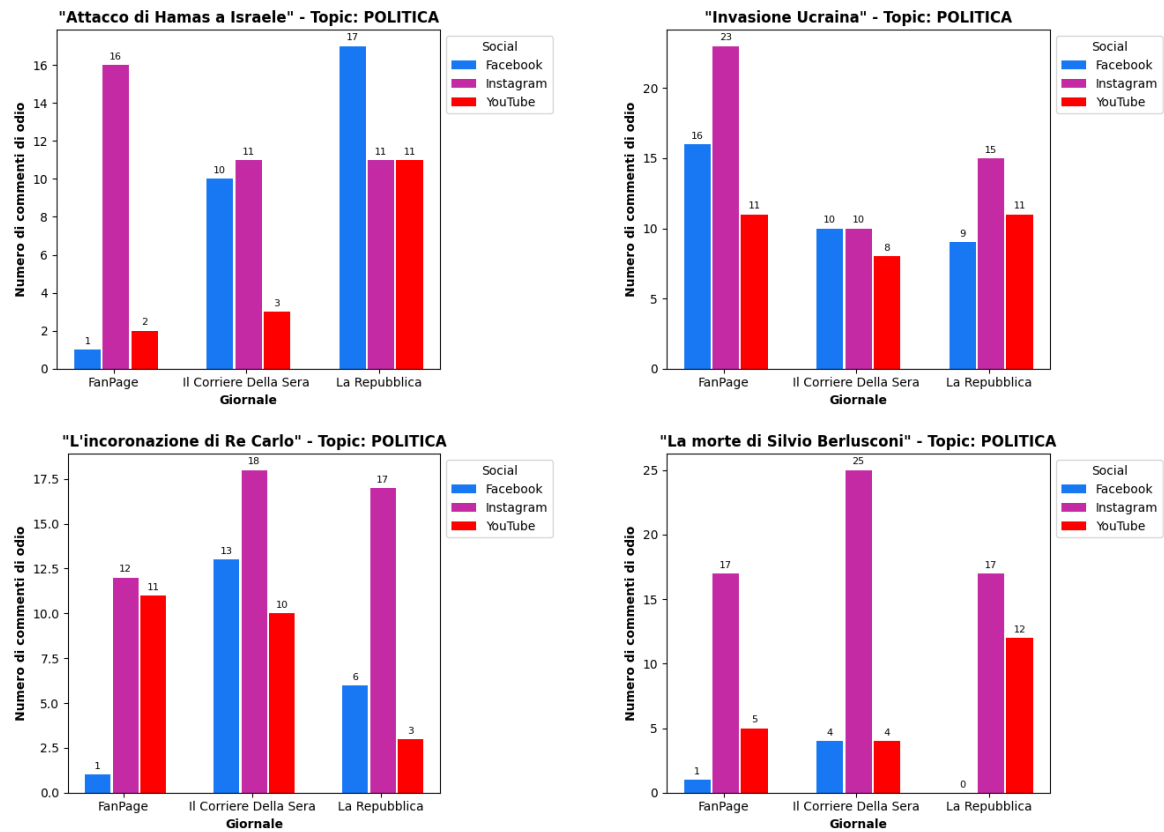 "Attacco di Hamas a Israele" - Topic: POLITICA
Numero di commenti di odio
16
14
12
10
8
6
4
2
0
1
16
2
10
11
3
17
11
11
FanPage
Il Corriere Della Sera
La Repubblica
Giornale
Social
Facebook
Instagram
YouTube
"Invasione Ucraina" - Topic: POLITICA
Numero di commenti di odio
20
15
10
5
0
16
23
11
10
10
8
9
15
11
FanPage
Il Corriere Della Sera
La Repubblica
Giornale
Social
Facebook
Instagram
YouTube
"L'incoronazione di Re Carlo" - Topic: POLITICA
Numero di commenti di odio
17.5
15.0
12.5
10.0
7.5
5.0
2.5
0.0
1
12
11
13
18
10
6
17
3
FanPage
Il Corriere Della Sera
La Repubblica
Giornale
Social
Facebook
Instagram
YouTube
"La morte di Silvio Berlusconi" - Topic: POLITICA
Numero di commenti di odio
25
20
15
10
5
0
1
17
5
4
25
4
0
17
12
FanPage
Il Corriere Della Sera
La Repubblica
Giornale
Social
Facebook
Instagram
YouTube